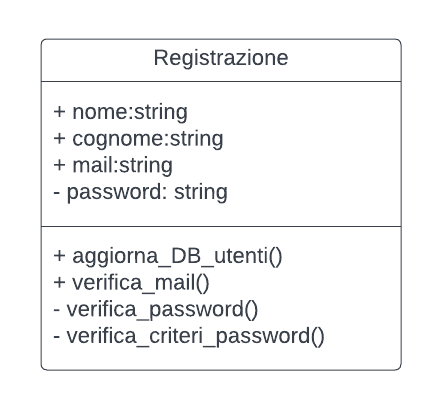 Registrazione
+ nome:string
+ cognome:string
+ mail:string
- password: string
+ aggiorna_DB_utenti()
+ verifica_mail()
- verifica_password()
- verifica_criteri_password()